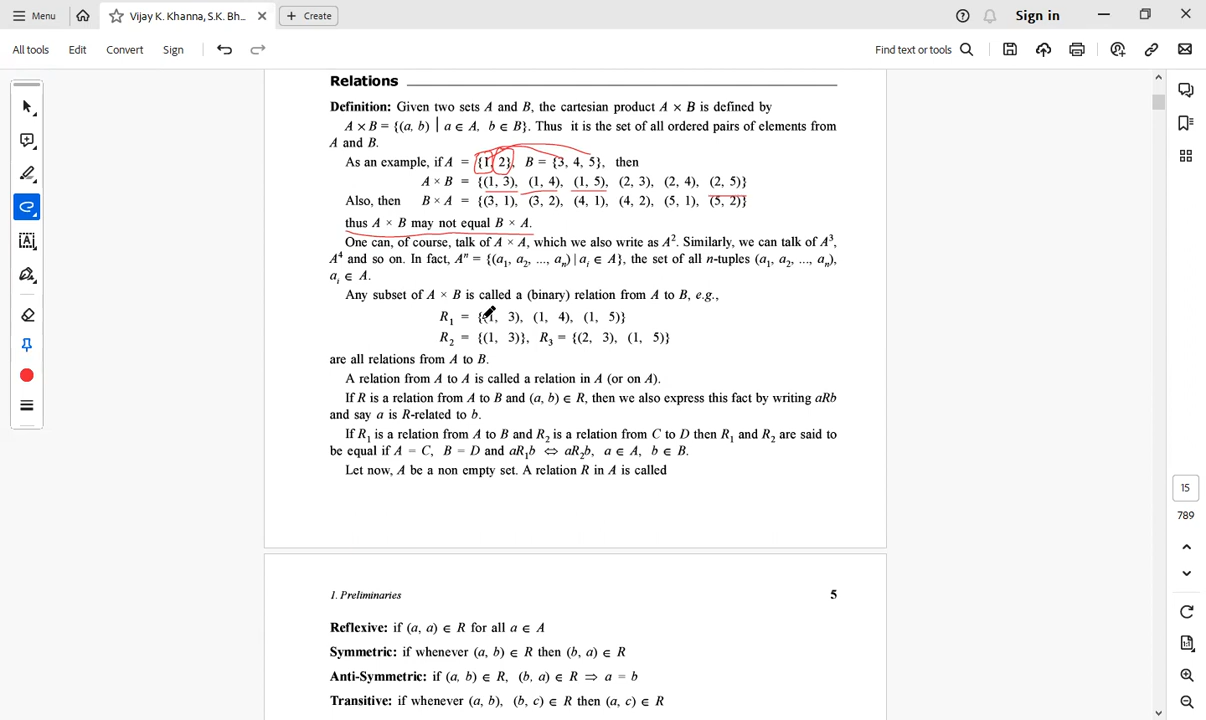 Menu
Vijay K. Khanna, S.K. Bh...
Create
Sign in
All tools Edit Convert Sign
Find text or tools
Relations
Definition: Given two sets A and B, the cartesian product A × B is defined by
A × B = {(a, b) | a ∈ A, b ∈ B}. Thus it is the set of all ordered pairs of elements from
A and B.
As an example, if A = {1, 2}, B = {3, 4, 5}, then
A × B = {(1, 3), (1, 4), (1, 5), (2, 3), (2, 4), (2, 5)}
Also, then B × A = {(3, 1), (3, 2), (4, 1), (4, 2), (5, 1), (5, 2)}
thus A × B may not equal B × A.
One can, of course, talk of A × A, which we also write as A². Similarly, we can talk of A³,
A⁴ and so on. In fact, Aⁿ = {(a₁, a₂, ..., aₙ) | aᵢ ∈ A}, the set of all n-tuples (a₁, a₂, ..., aₙ),
aᵢ ∈ A.
Any subset of A × B is called a (binary) relation from A to B, e.g.,
R₁ = {(1, 3), (1, 4), (1, 5)}
R₂ = {(1, 3)}, R₃ = {(2, 3), (1, 5)}
are all relations from A to B.
A relation from A to A is called a relation in A (or on A).
If R is a relation from A to B and (a, b) ∈ R, then we also express this fact by writing aRb
and say a is R-related to b.
If R₁ is a relation from A to B and R₂ is a relation from C to D then R₁ and R₂ are said to
be equal if A = C, B = D and aR₁b ⇔ aR₂b, a ∈ A, b ∈ B.
Let now, A be a non empty set. A relation R in A is called
15
789
1. Preliminaries 5
Reflexive: if (a, a) ∈ R for all a ∈ A
Symmetric: if whenever (a, b) ∈ R then (b, a) ∈ R
Anti-Symmetric: if (a, b) ∈ R, (b, a) ∈ R ⇒ a = b
Transitive: if whenever (a, b), (b, c) ∈ R then (a, c) ∈ R